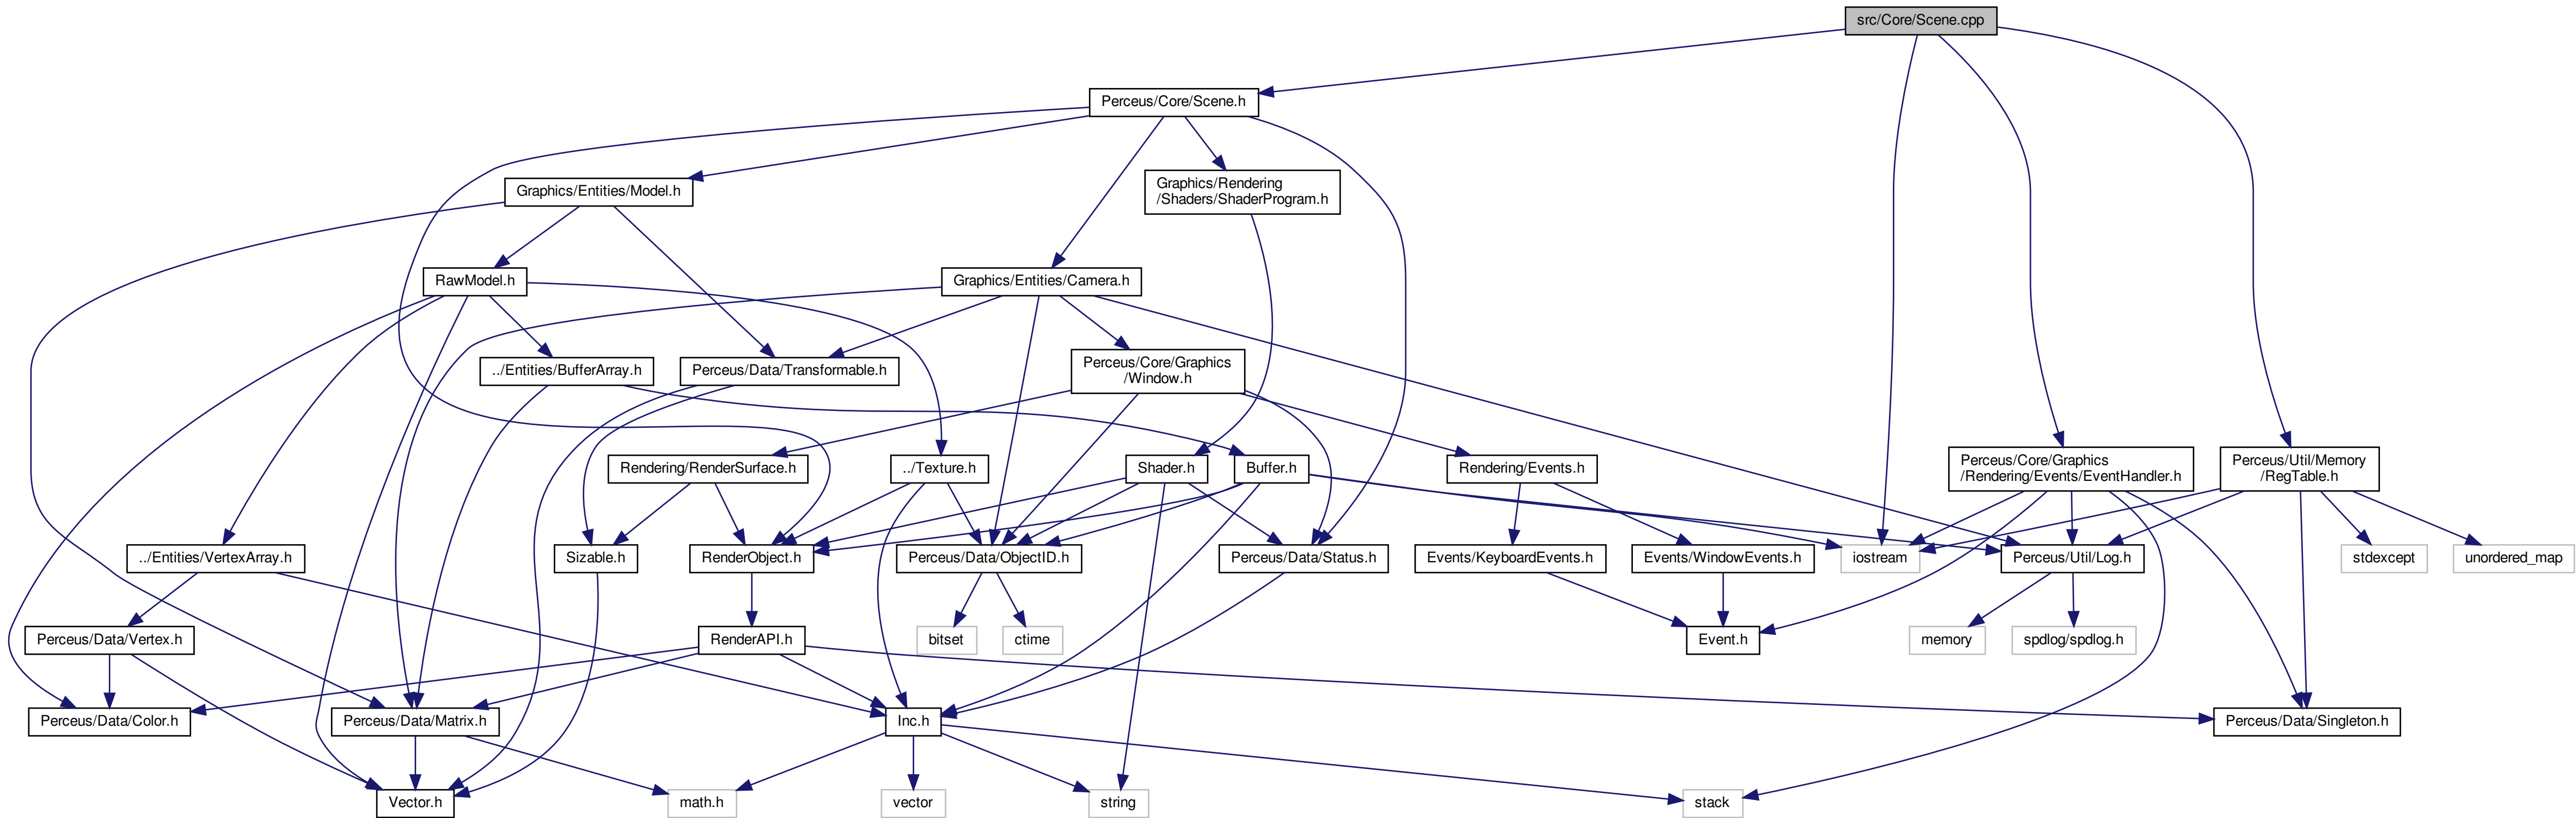 src/Core/Scene.cpp
Perceus/Core/Scene.h
Graphics/Entities/Model.h
Graphics/Rendering
/Shaders/ShaderProgram.h
RawModel.h
Graphics/Entities/Camera.h
../Entities/BufferArray.h
Perceus/Data/Transformable.h
Perceus/Core/Graphics
/Window.h
Rendering/RenderSurface.h
../Texture.h
Shader.h
Buffer.h
Rendering/Events.h
Perceus/Core/Graphics
/Rendering/Events/EventHandler.h
Perceus/Util/Memory
/RegTable.h
../Entities/VertexArray.h
Sizable.h
RenderObject.h
Perceus/Data/ObjectID.h
Perceus/Data/Status.h
Events/KeyboardEvents.h
Events/WindowEvents.h
iostream
Perceus/Util/Log.h
stdexcept
unordered_map
Perceus/Data/Vertex.h
RenderAPI.h
bitset
ctime
Event.h
memory
spdlog/spdlog.h
Perceus/Data/Color.h
Perceus/Data/Matrix.h
Inc.h
Perceus/Data/Singleton.h
Vector.h
math.h
vector
string
stack